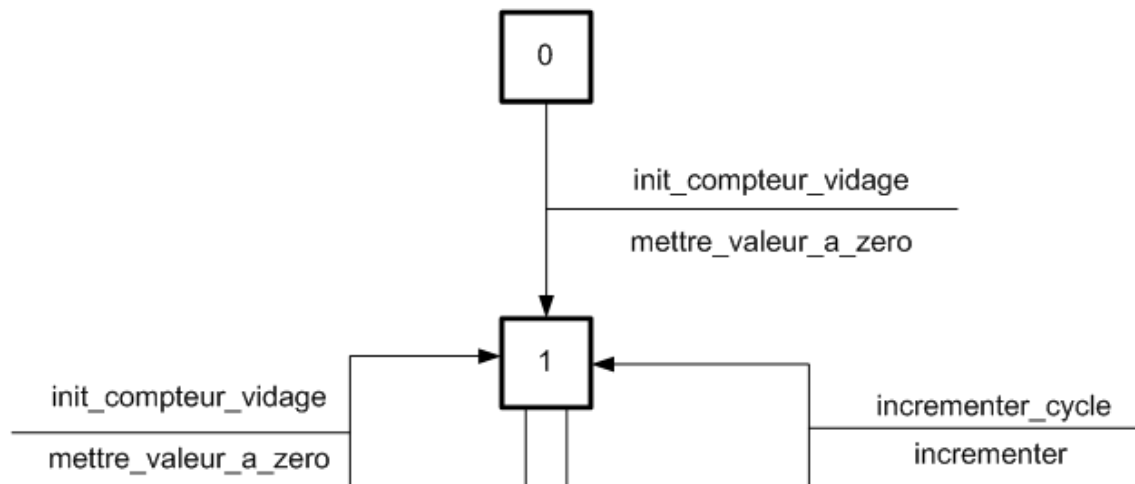 0
init_compteur_vidage
mettre_valeur_a_zero
1
init_compteur_vidage
mettre_valeur_a_zero
incrementer_cycle
incrementer